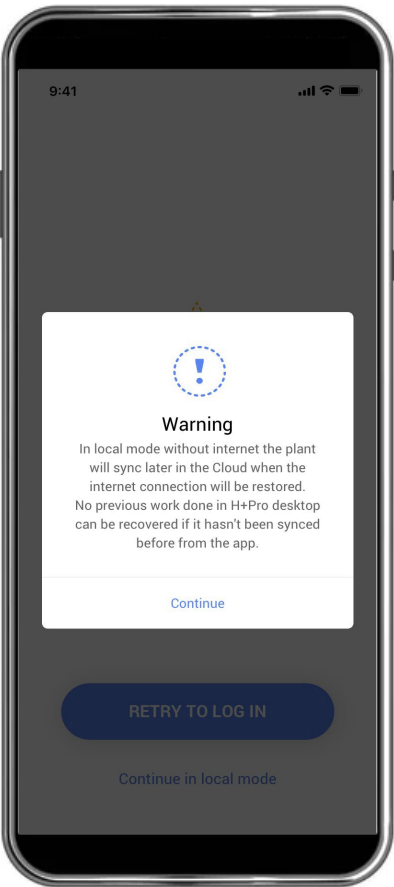 9:41
Warning
In local mode without internet the plant
will sync later in the Cloud when the
internet connection will be restored.
No previous work done in H+Pro desktop
can be recovered if it hasn't been synced
before from the app.
Continue
RETRY TO LOG IN
Continue in local mode